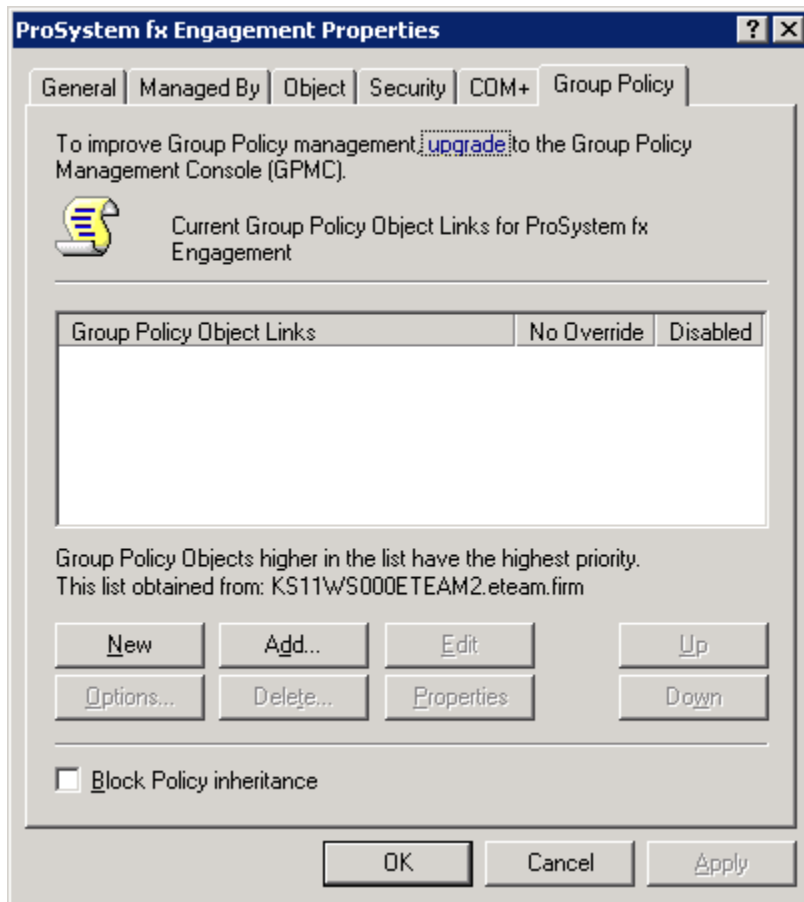 ProSystem fx Engagement Properties
General Managed By Object Security COM+ Group Policy
To improve Group Policy management, upgrade to the Group Policy
Management Console (GPMC).
Current Group Policy Object Links for ProSystem fx
Engagement
Group Policy Object Links No Override Disabled
Group Policy Objects higher in the list have the highest priority.
This list obtained from: KS11WS000ETEAM2.eteam.firm
New Add... Edit Up
Options... Delete... Properties Down
Block Policy inheritance
OK Cancel Apply